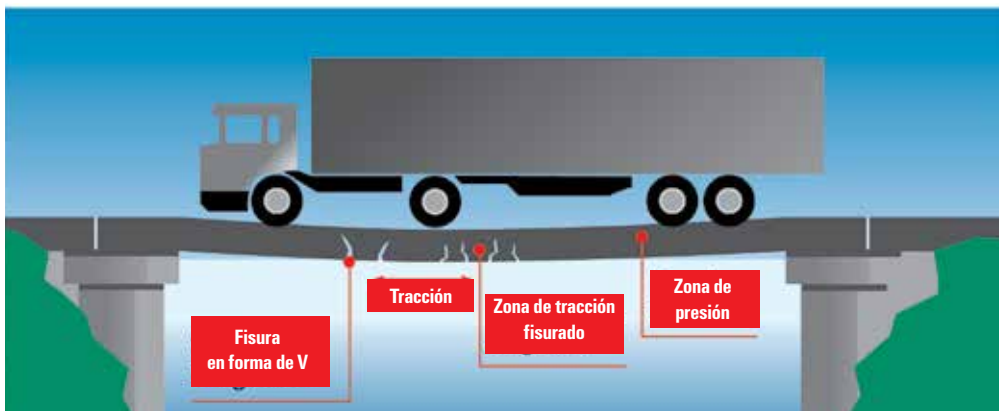 Fisura
en forma de V
Tracción
Zona de tracción
fisurado
Zona de
presión